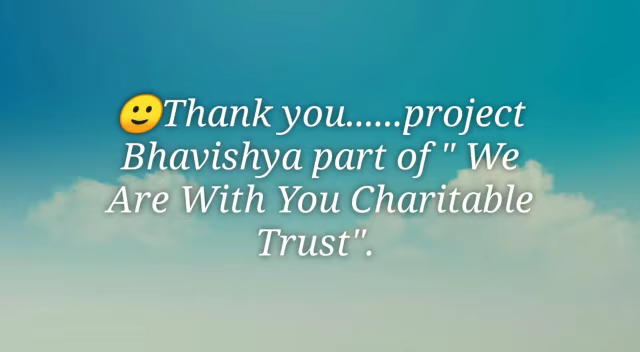 🙂Thank you......project
Bhavishya part of " We
Are With You Charitable
Trust".